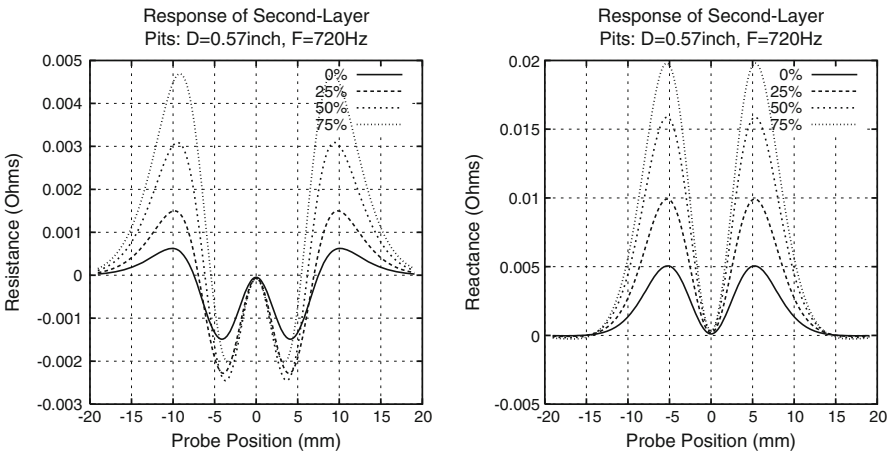 Response of Second-Layer
Pits: D=0.57inch, F=720Hz
0.005
0.004
0.003
0.002
0.001
0
-0.001
-0.002
-0.003
-20 -15 -10 -5 0 5 10 15 20
Resistance (Ohms)
Probe Position (mm)
0%
25%
50%
75%
Response of Second-Layer
Pits: D=0.57inch, F=720Hz
0.02
0.015
0.01
0.005
0
-0.005
-20 -15 -10 -5 0 5 10 15 20
Reactance (Ohms)
Probe Position (mm)
0%
25%
50%
75%